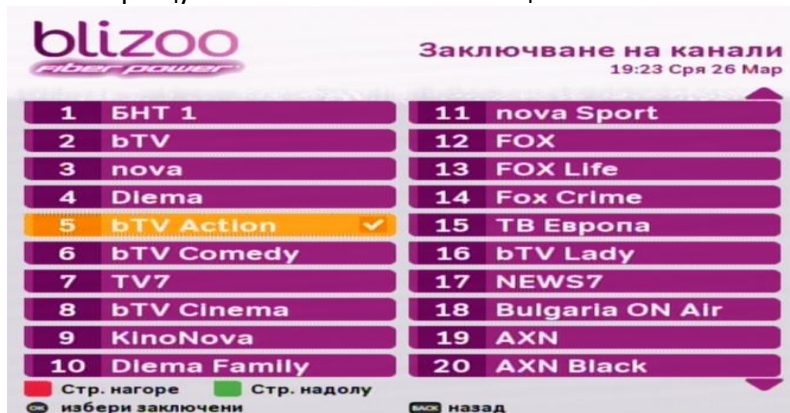 blizoo
Fiber power
Заключване на канали
19:23 Сря 26 Мар
1 БНТ 1
2 bTV
3 nova
4 Diema
5 bTV Action
6 bTV Comedy
7 TV7
8 bTV Cinema
9 KinoNova
10 Diema Family
11 nova Sport
12 FOX
13 FOX Life
14 Fox Crime
15 ТВ Европа
16 bTV Lady
17 NEWS7
18 Bulgaria ON Air
19 AXN
20 AXN Black
Стр. нагоре Стр. надолу
OK избери заключени BACK назад